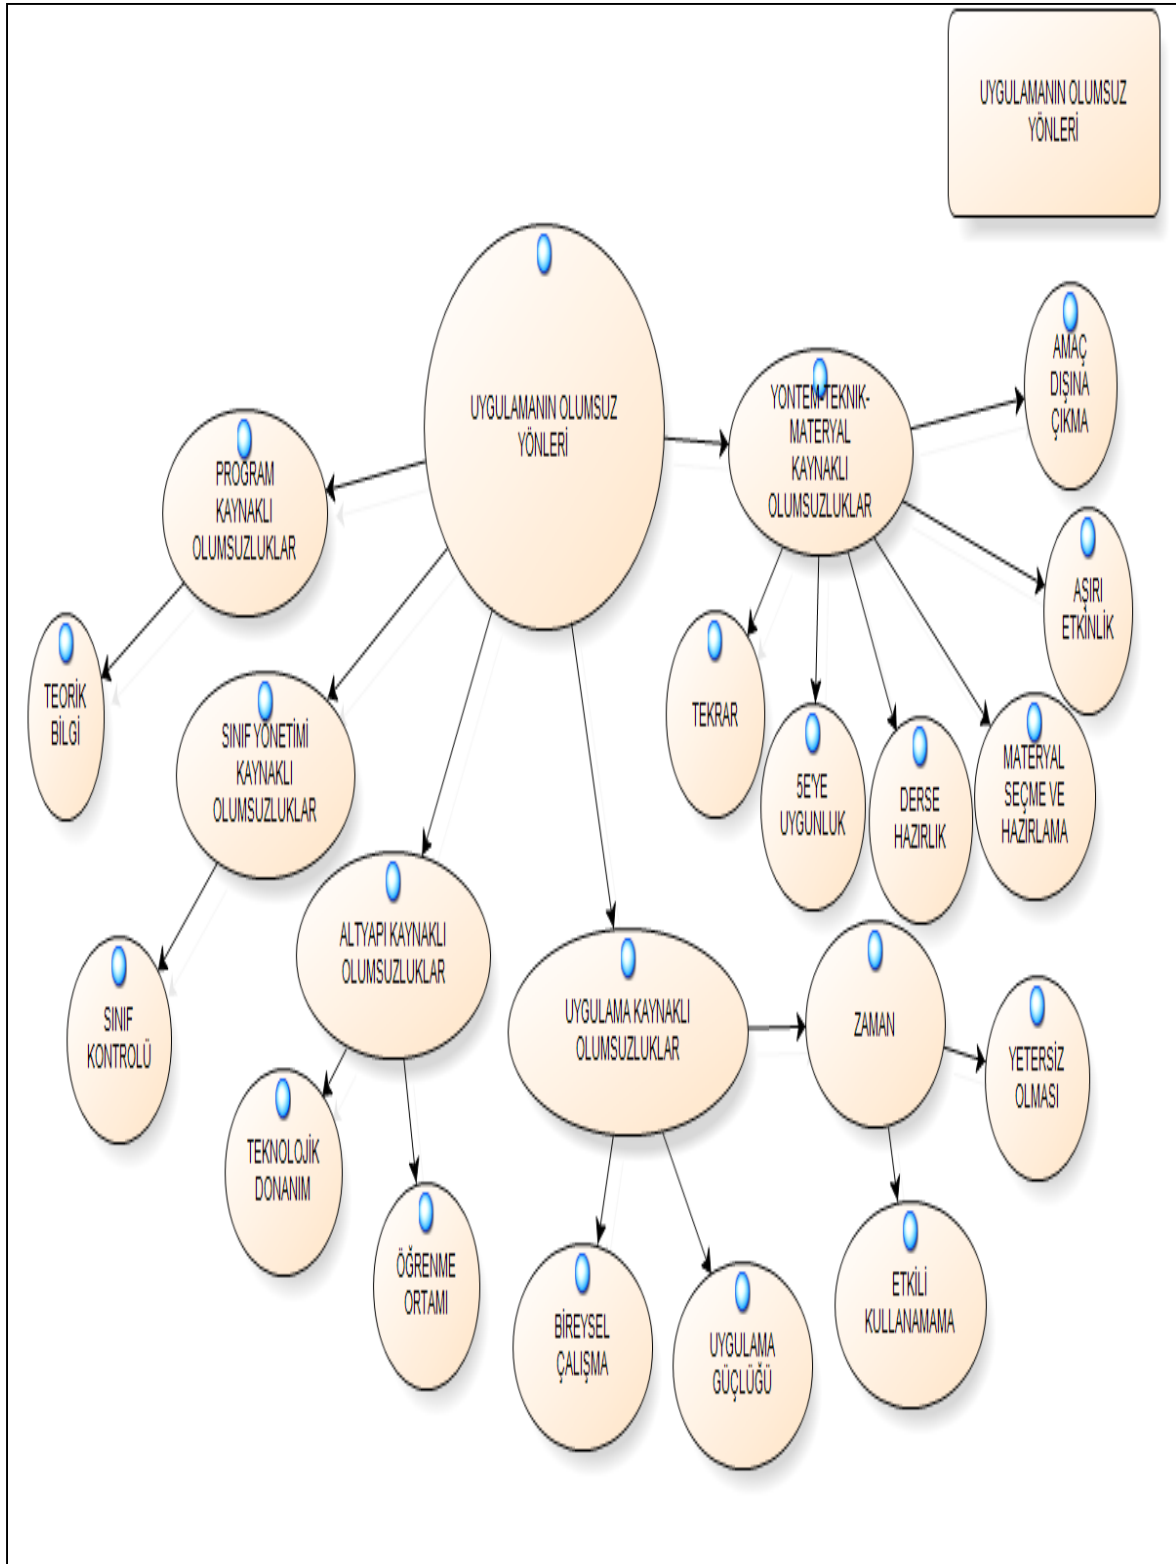 UYGULAMANIN OLUMSUZ
YÖNLERİ
UYGULAMANIN OLUMSUZ
YÖNLERİ
AMAÇ
DIŞINA
ÇIKMA
YÖNTEM-TEKNİK-
MATERYAL
KAYNAKLI
OLUMSUZLUKLAR
PROGRAM
KAYNAKLI
OLUMSUZLUKLAR
AŞIRI
ETKİNLİK
TEORİK
BİLGİ
TEKRAR
SINIF YÖNETİMİ
KAYNAKLI
OLUMSUZLUKLAR
5E'YE
UYGUNLUK
DERSE
HAZIRLIK
MATERYAL
SEÇME VE
HAZIRLAMA
ALTYAPI KAYNAKLI
OLUMSUZLUKLAR
UYGULAMA KAYNAKLI
OLUMSUZLUKLAR
ZAMAN
SINIF
KONTROLÜ
YETERSİZ
OLMASI
TEKNOLOJİK
DONANIM
ÖĞRENME
ORTAMI
BİREYSEL
ÇALIŞMA
UYGULAMA
GÜÇLÜĞÜ
ETKİLİ
KULLANAMAMA